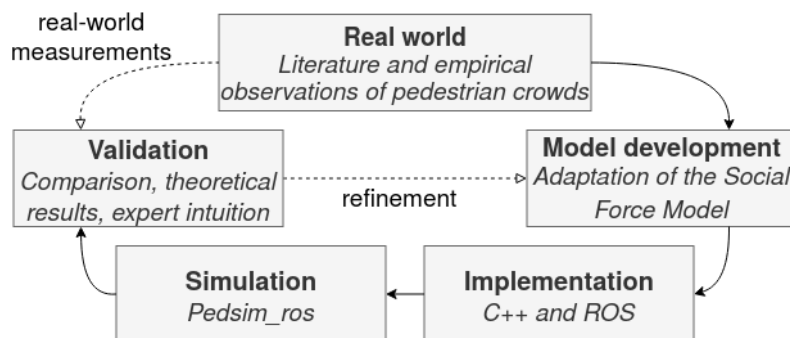 real-world
measurements
Real world
Literature and empirical
observations of pedestrian crowds
Validation
Comparison, theoretical
results, expert intuition
refinement
Model development
Adaptation of the Social
Force Model
Simulation
Pedsim_ros
Implementation
C++ and ROS